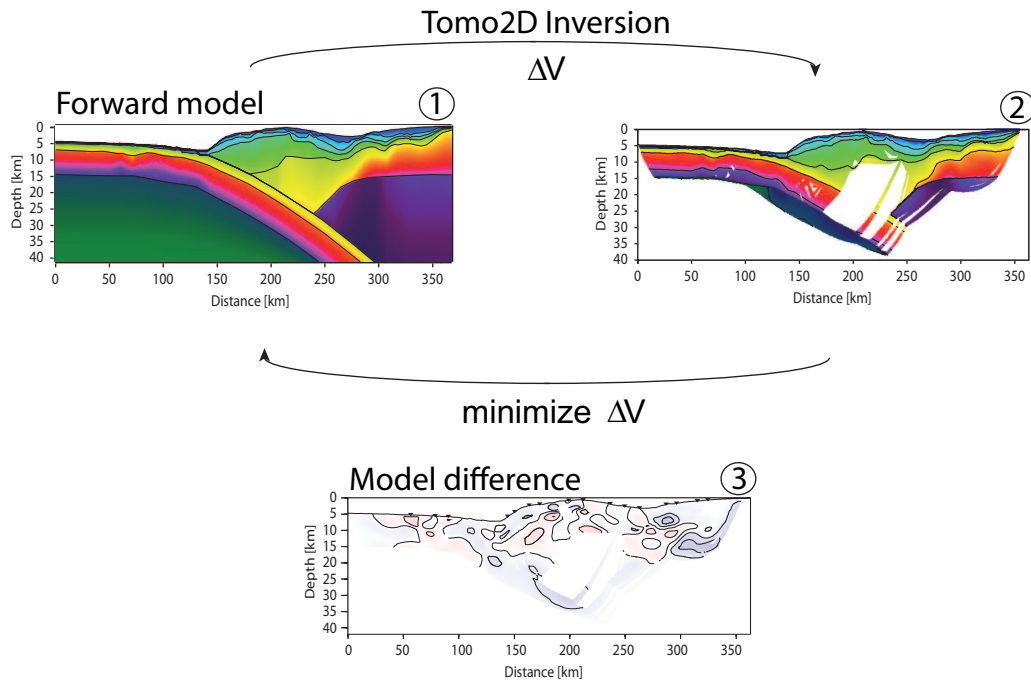 Tomo2D Inversion
ΔV
Forward model
1
2
0
5
10
15
20
25
30
35
40
Depth [km]
0 50 100 150 200 250 300 350
Distance [km]
0
5
10
15
20
25
30
35
40
Depth [km]
0 50 100 150 200 250 300 350
Distance [km]
minimize ΔV
Model difference
3
0
5
10
15
20
25
30
35
40
Depth [km]
0 50 100 150 200 250 300 350
Distance [km]